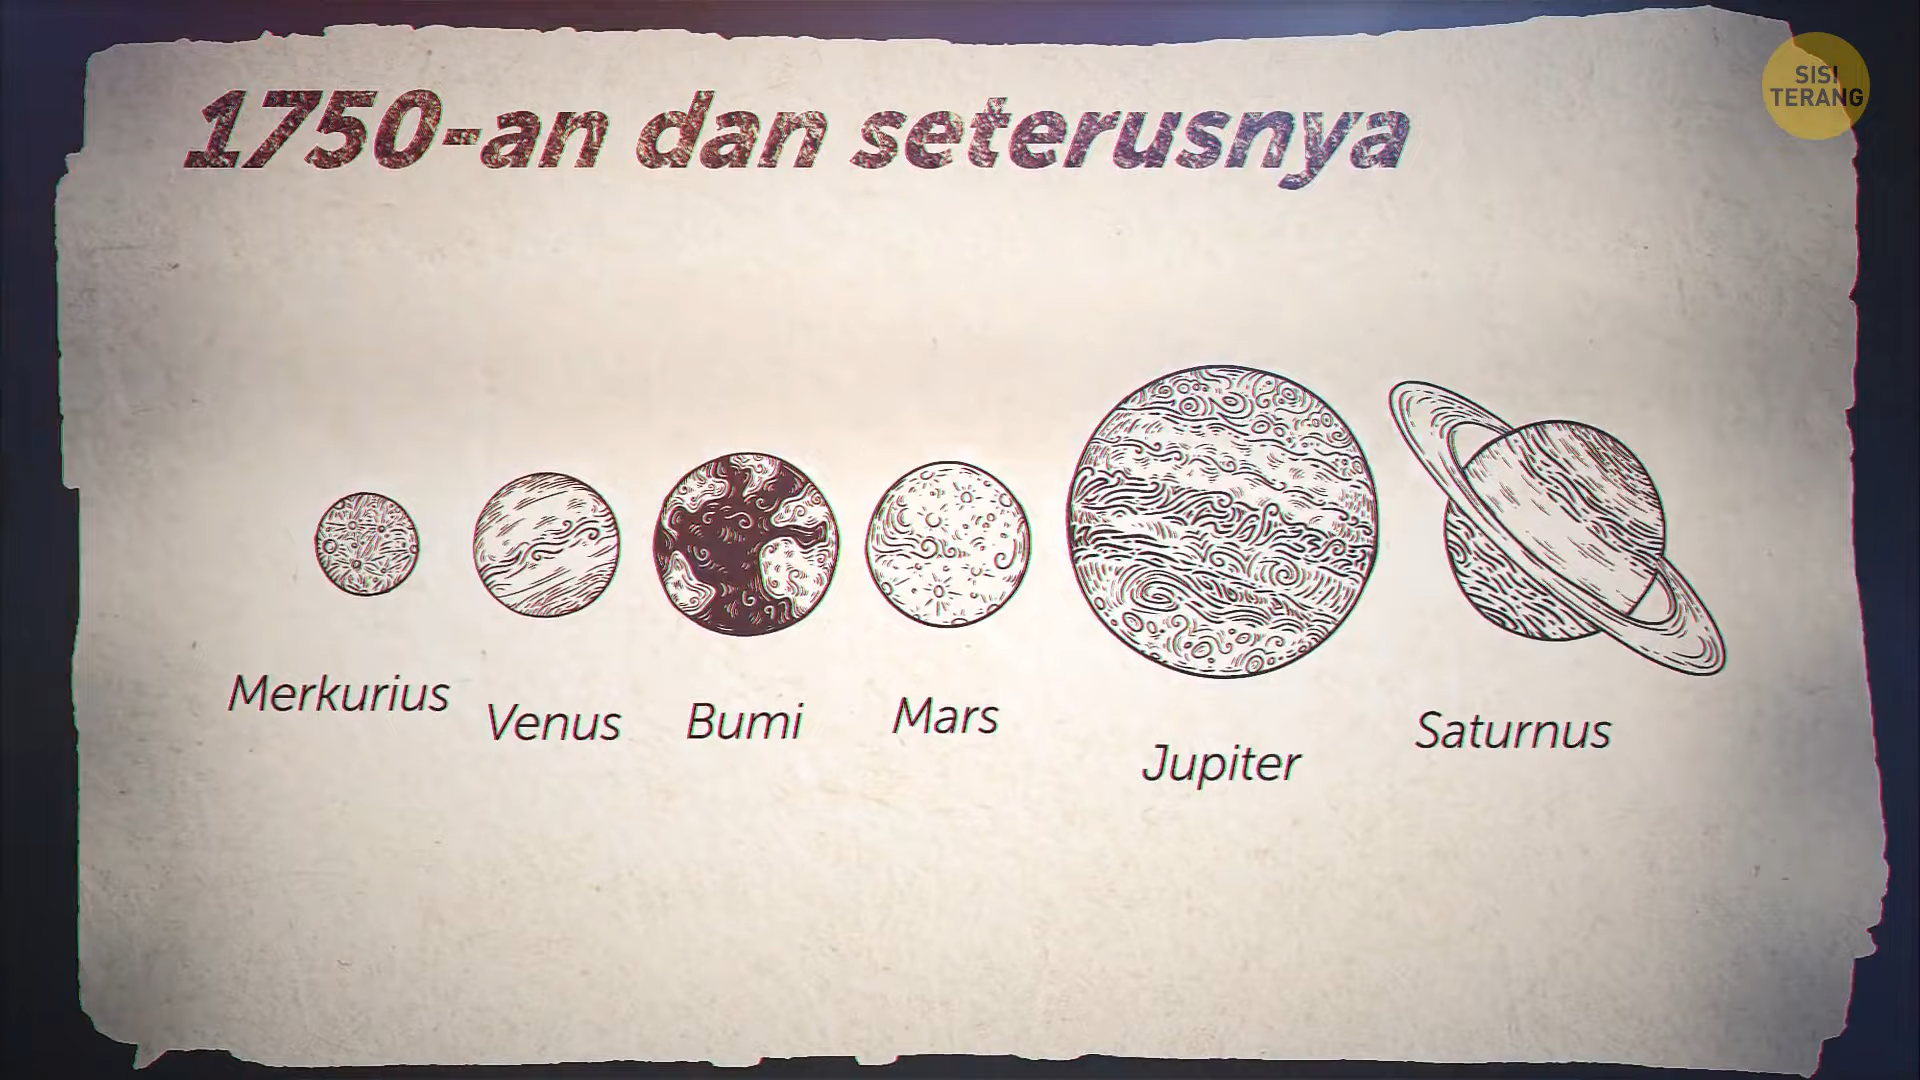 1750-an dan seterusnya
SISI
TERANG
Merkurius
Venus
Bumi
Mars
Jupiter
Saturnus